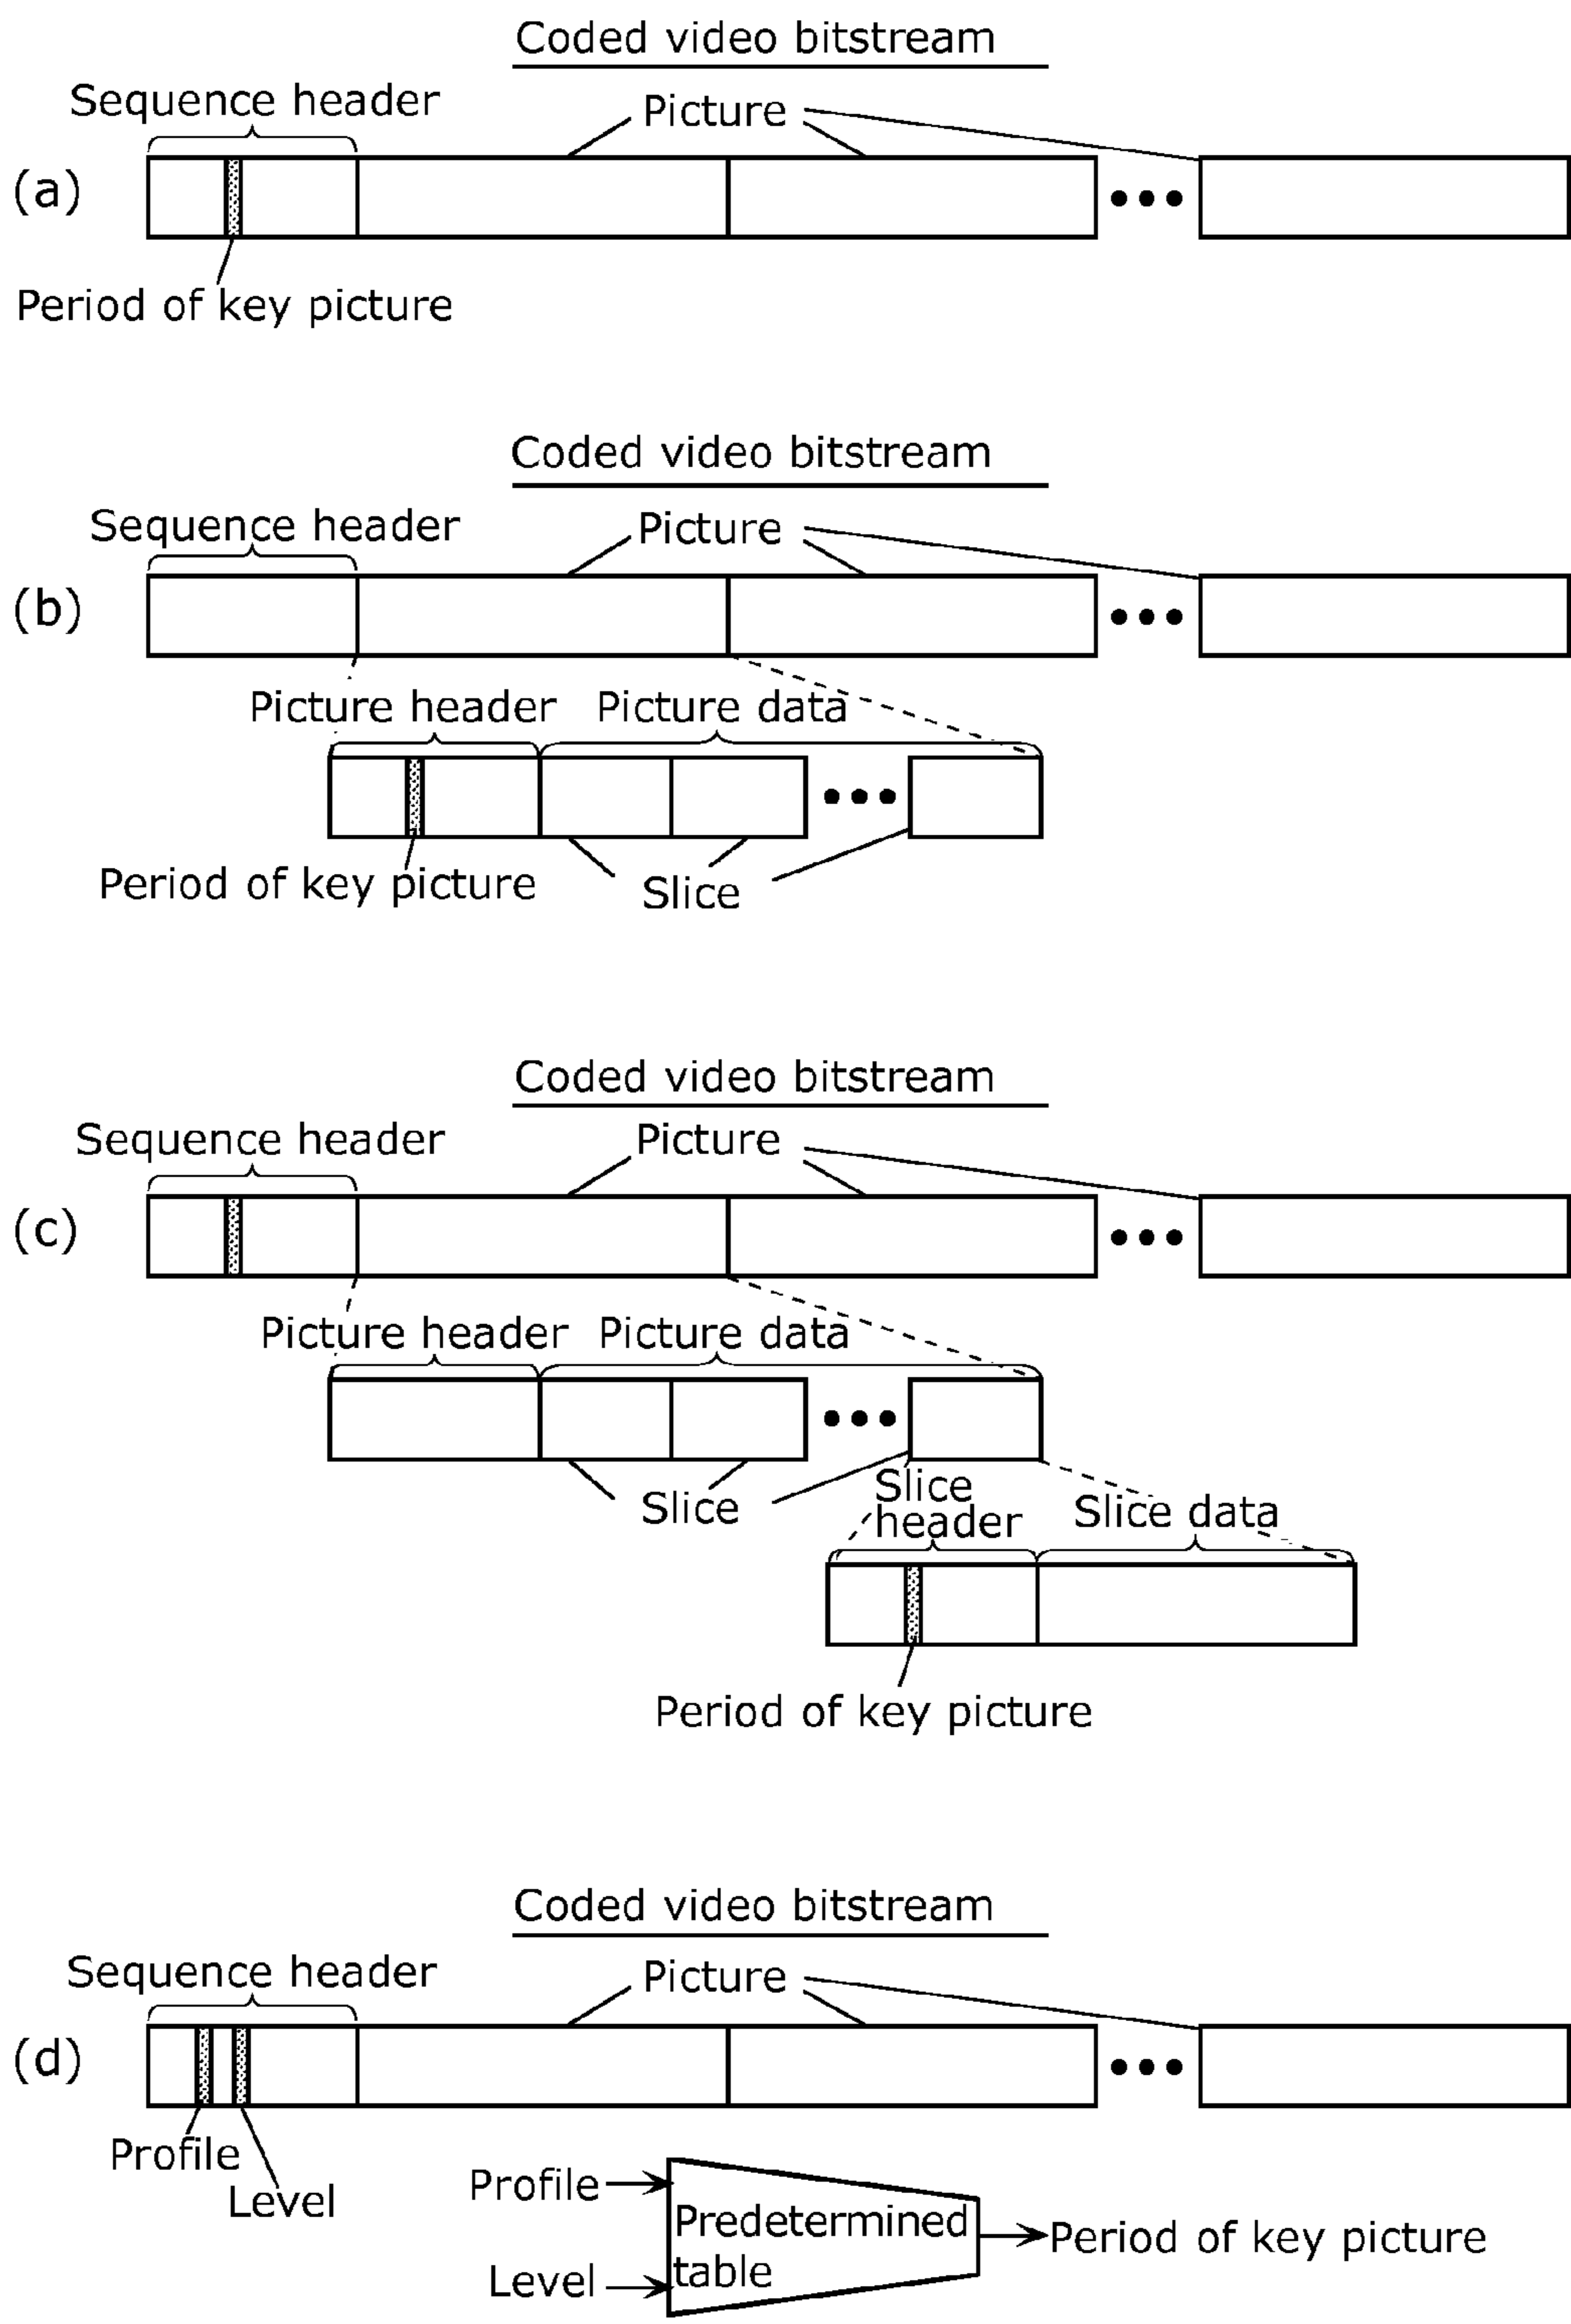 Coded video bitstream
Sequence header
Picture
(a)
Period of key picture
Coded video bitstream
Sequence header
Picture
(b)
Picture header
Picture data
Period of key picture
Slice
Coded video bitstream
Sequence header
Picture
(c)
Picture header
Picture data
Slice
Slice
header
Slice data
Period of key picture
Coded video bitstream
Sequence header
Picture
(d)
Profile
Level
Profile
Predetermined
table
Level
Period of key picture